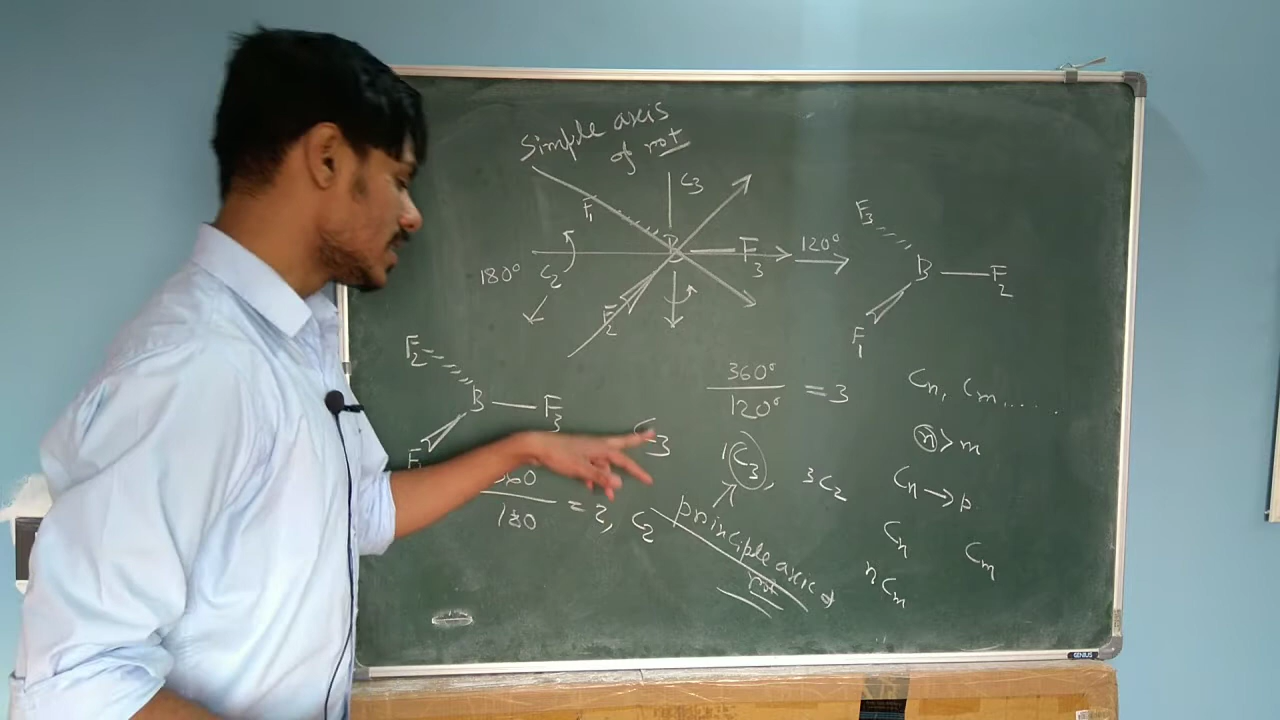 Simple axis
of rot
C3
F1
B
F3
120°
180°
C2
F2
F3
B
F2
F1
F2
B
F3
F1
360°
120°
= 3
Cn, Cm.....
C3
1C3, 3C2
n > m
360
180
= 2, C2
principle axis of
rot
Cn → p
Cn
Cm
nCm
GENIUS